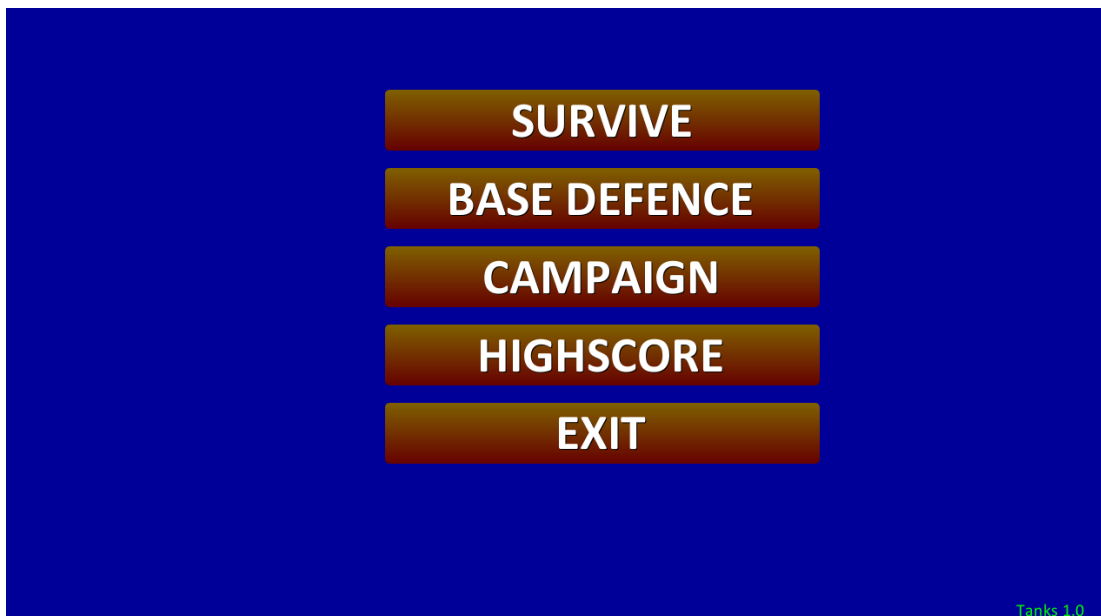 SURVIVE
BASE DEFENCE
CAMPAIGN
HIGHSCORE
EXIT
Tanks 1.0